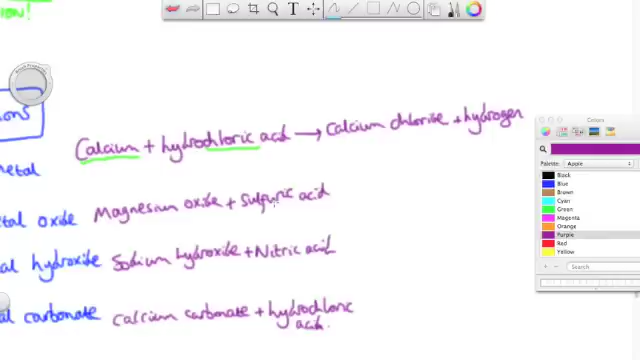 ION!
ons
Calcium + hydrochloric acid → Calcium chloride + hydrogen
etal
Magnesium oxide + Sulfuric acid
tal oxide
al hydroxide Sodium hydroxide + Nitric acid
al carbonate calcium carbonate + hydrochloric
acid.
T
Colors
Palette: Apple
Black
Blue
Brown
Cyan
Green
Magenta
Orange
Purple
Red
Yellow
Search